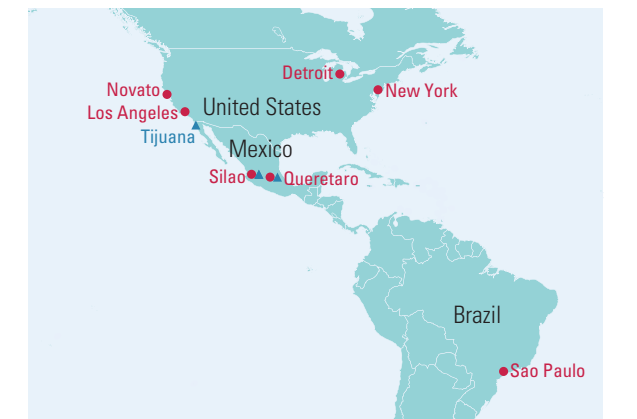 Detroit
Novato
New York
Los Angeles
United States
Tijuana
Mexico
Silao
Queretaro
Brazil
Sao Paulo